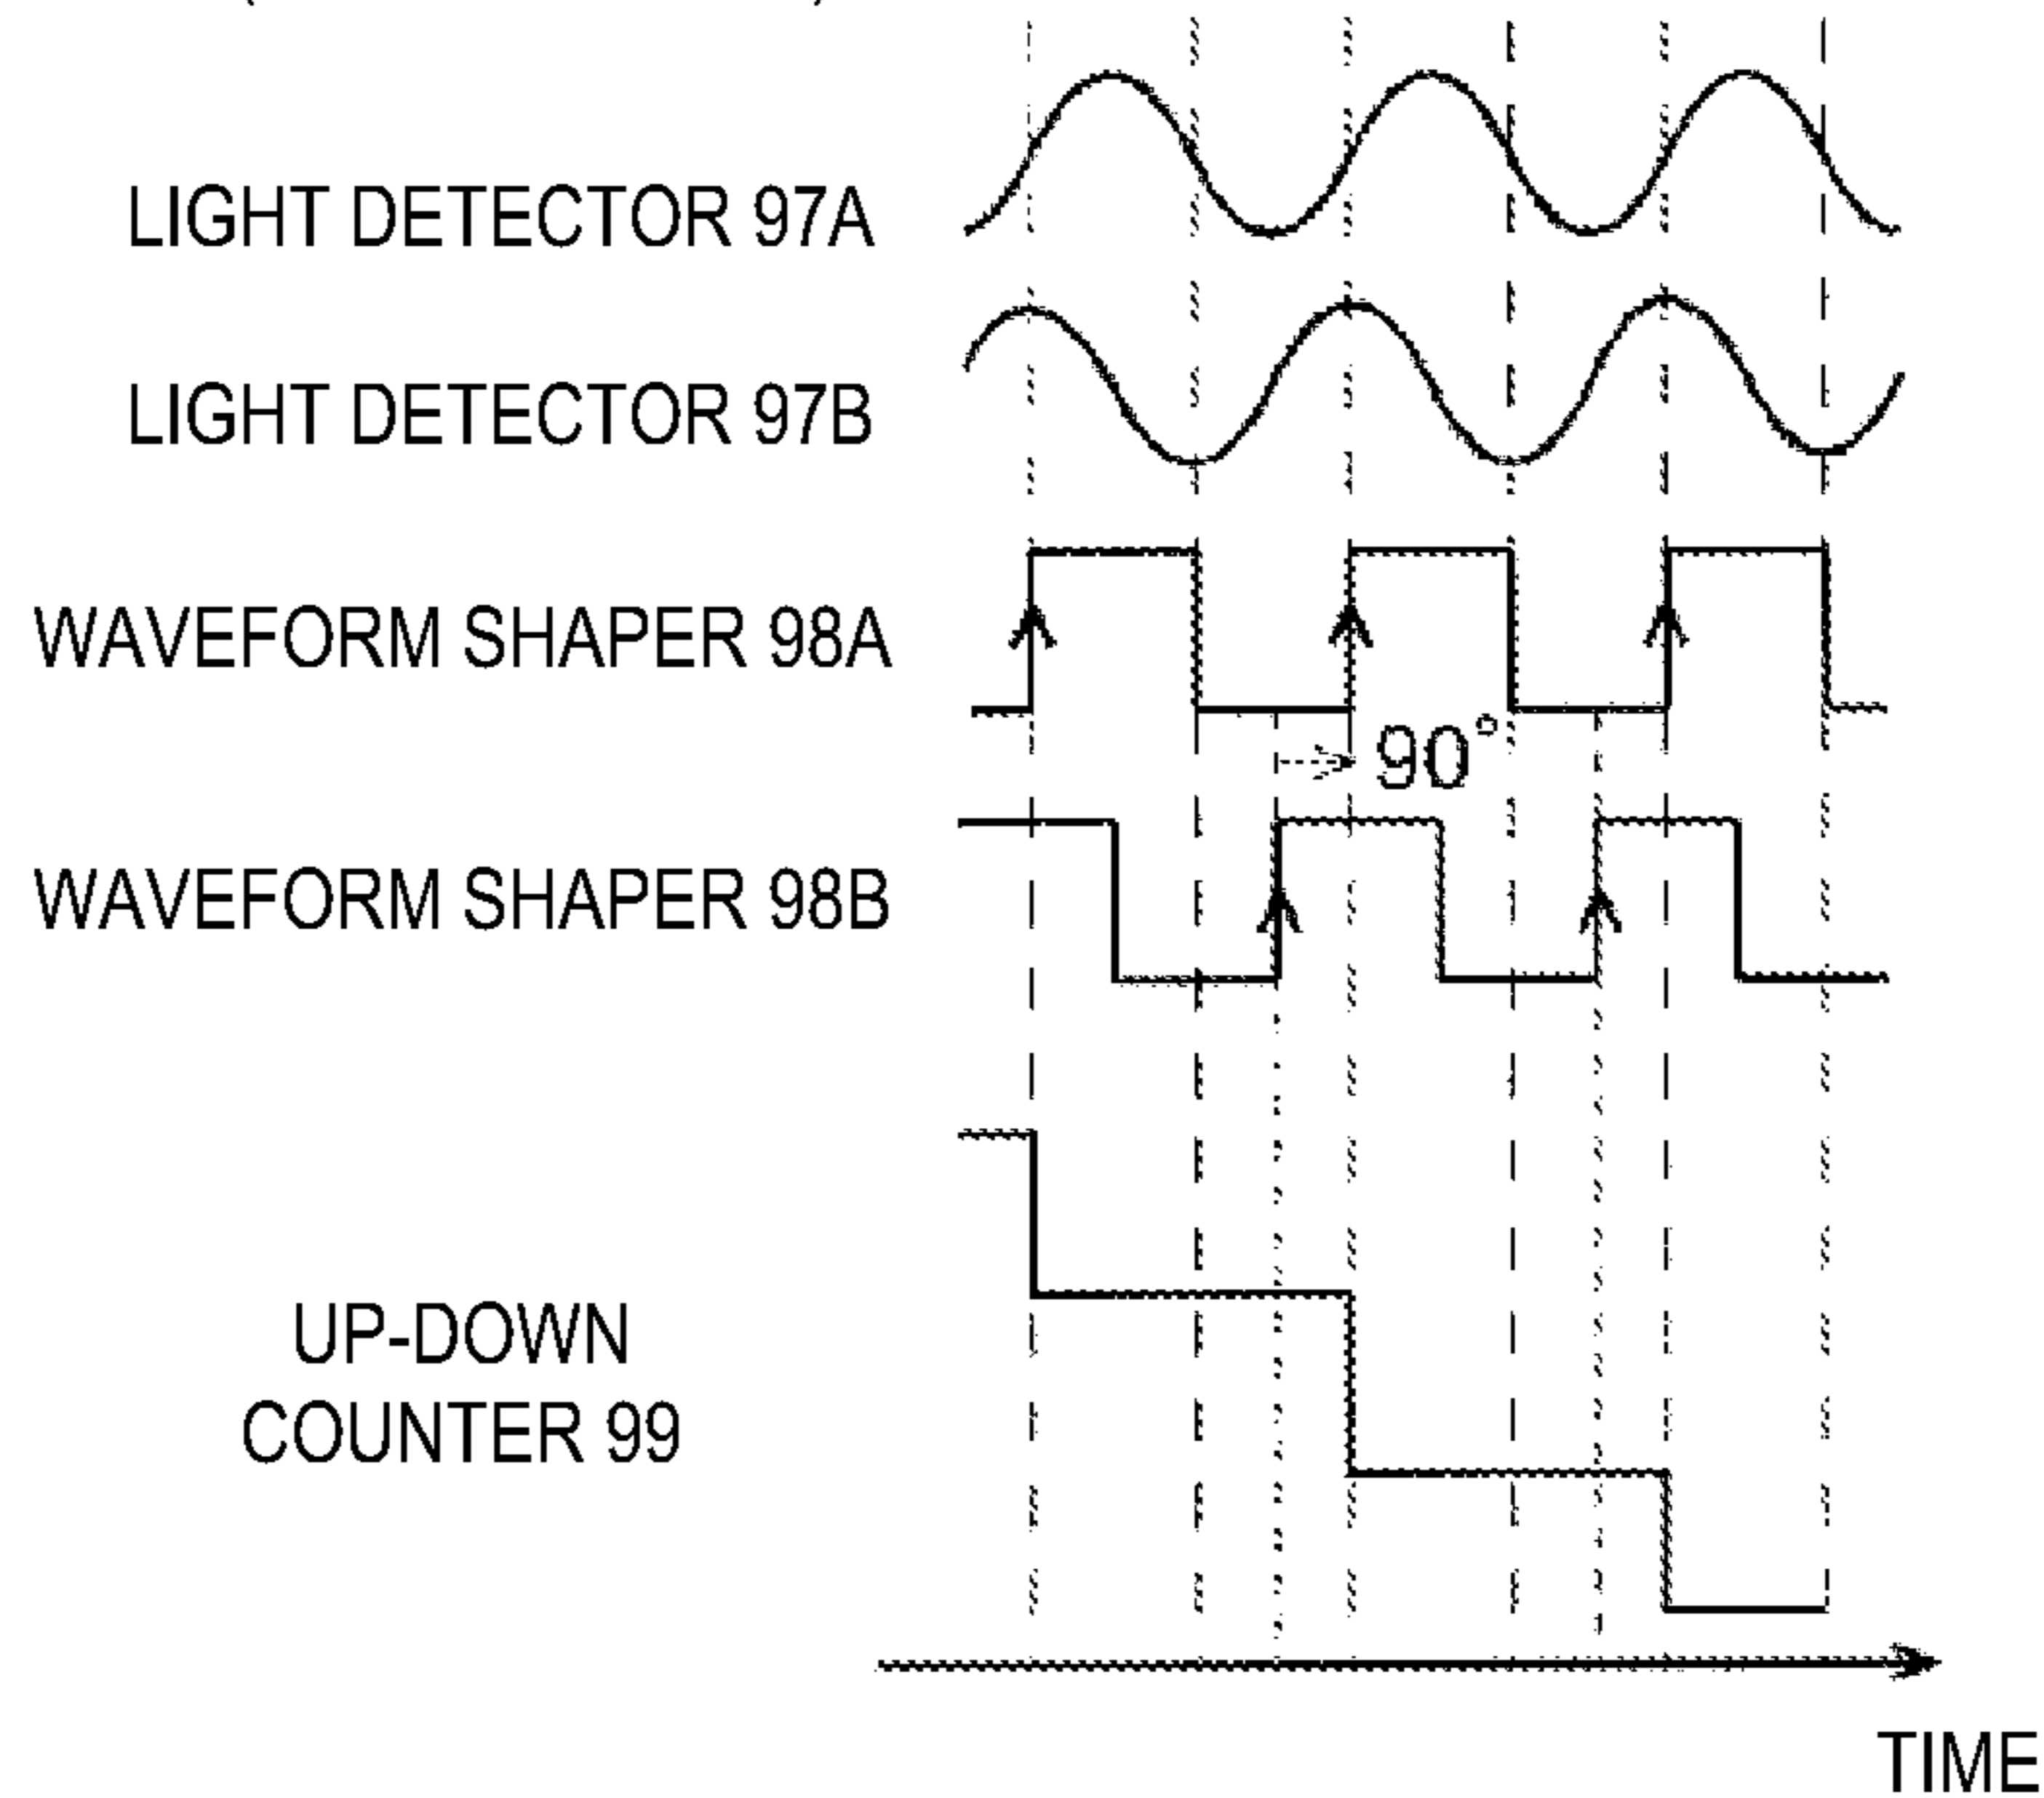 LIGHT DETECTOR 97A
LIGHT DETECTOR 97B
WAVEFORM SHAPER 98A
90°
WAVEFORM SHAPER 98B
UP-DOWN
COUNTER 99
TIME